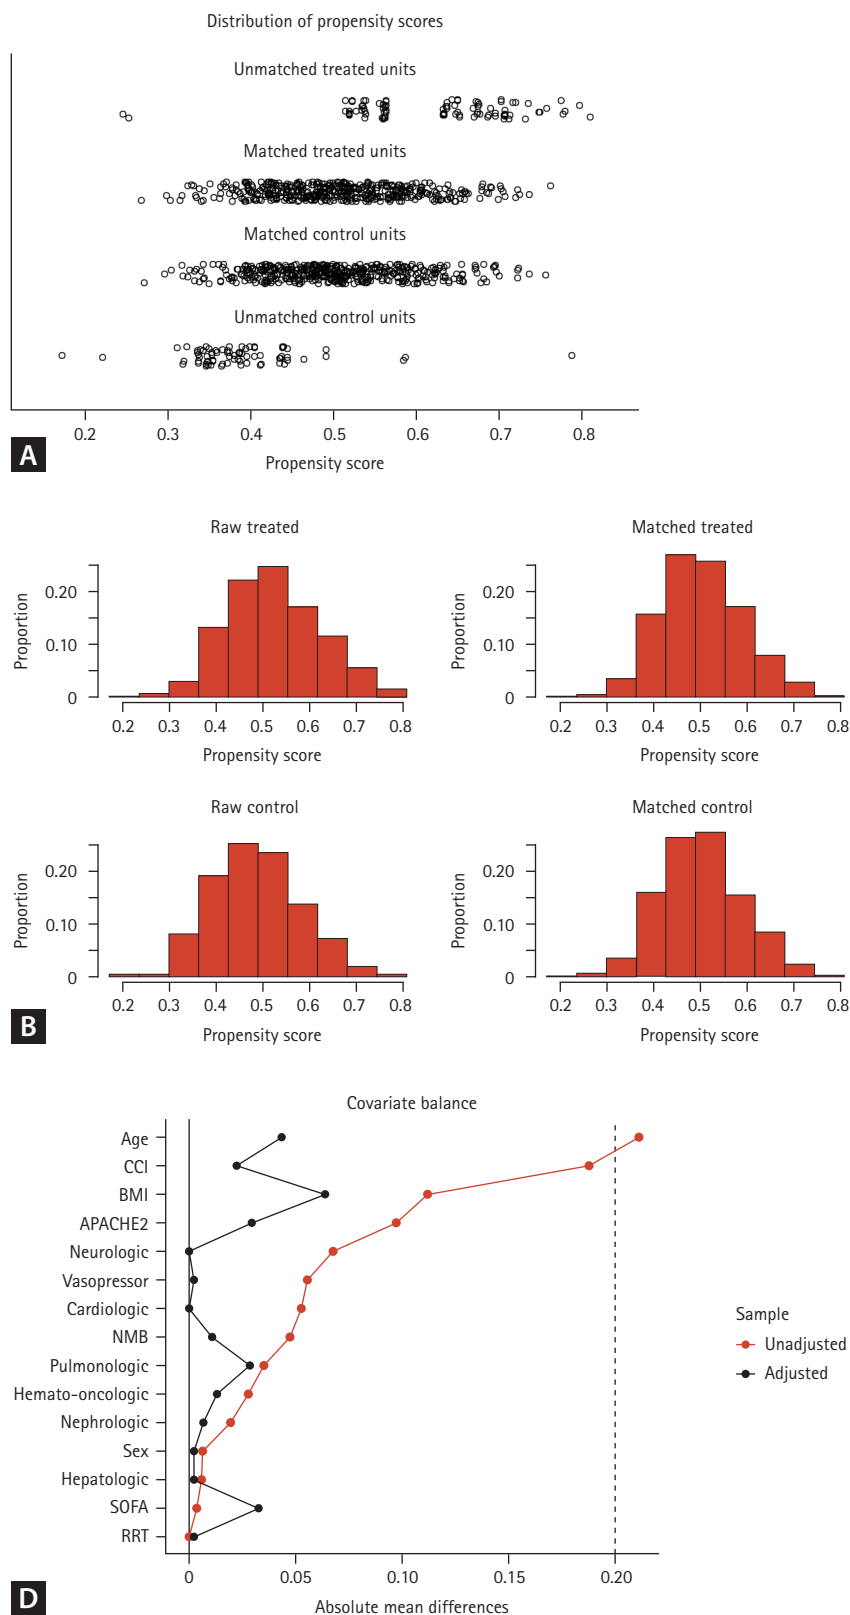 Distribution of propensity scores
Unmatched treated units
Matched treated units
Matched control units
Unmatched control units
0.2 0.3 0.4 0.5 0.6 0.7 0.8
Propensity score
A
Raw treated
Proportion
0.20
0.10
0
0.2 0.3 0.4 0.5 0.6 0.7 0.8
Propensity score
Matched treated
Proportion
0.20
0.10
0
0.2 0.3 0.4 0.5 0.6 0.7 0.8
Propensity score
Raw control
Proportion
0.20
0.10
0
0.2 0.3 0.4 0.5 0.6 0.7 0.8
Propensity score
Matched control
Proportion
0.20
0.10
0
0.2 0.3 0.4 0.5 0.6 0.7 0.8
Propensity score
B
Covariate balance
Age
CCI
BMI
APACHE2
Neurologic
Vasopressor
Cardiologic
NMB
Pulmonologic
Hemato-oncologic
Nephrologic
Sex
Hepatologic
SOFA
RRT
0 0.05 0.10 0.15 0.20
Absolute mean differences
Sample
Unadjusted
Adjusted
D